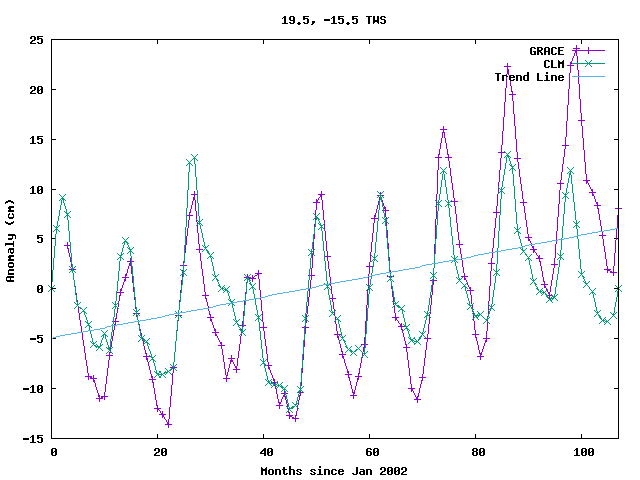 19.5, -15.5 TWS
GRACE
CLM
Trend Line
25
20
15
10
5
0
-5
-10
-15
Anomaly (cm)
0 20 40 60 80 100
Months since Jan 2002